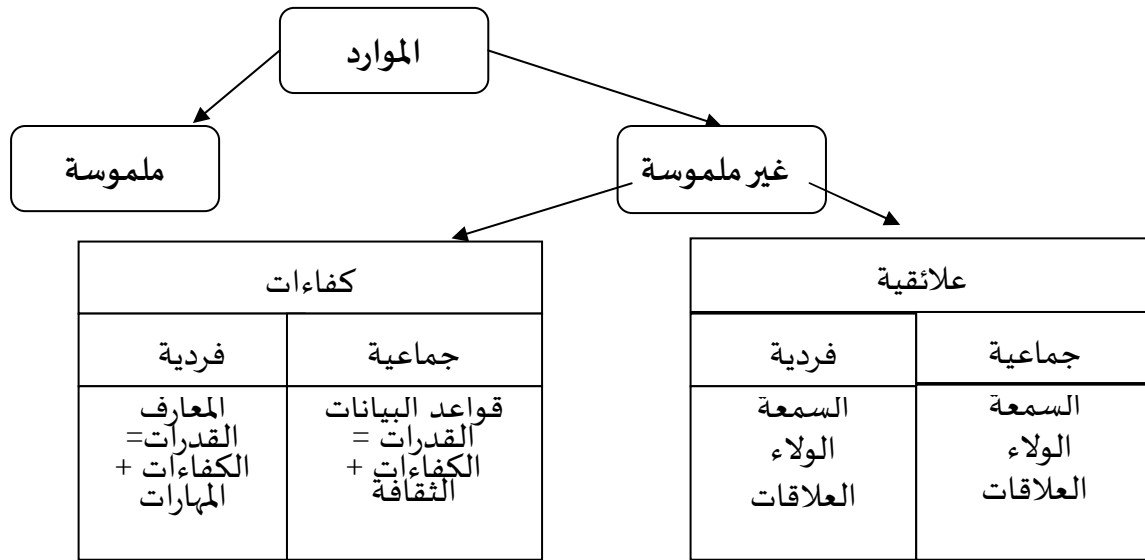 الموارد
غير ملموسة
ملموسة
علائقية
جماعية
فردية
السمعة
الولاء
العلاقات
السمعة
الولاء
العلاقات
كفاءات
جماعية
فردية
قواعد البيانات
القدرات =
الكفاءات +
الثقافة
المعارف
القدرات=
الكفاءات +
المهارات